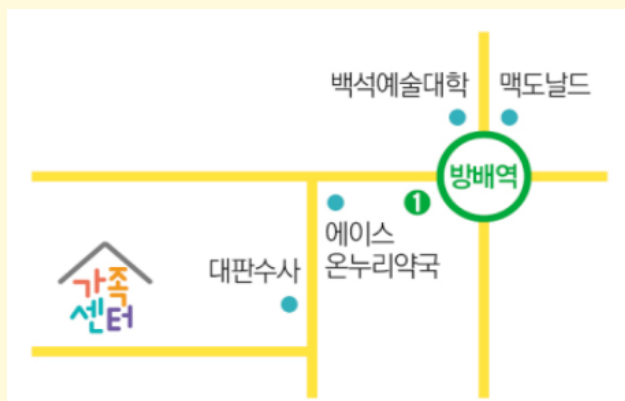 백석예술대학
맥도날드
방배역
1
에이스
온누리약국
대판수사
가족
센터